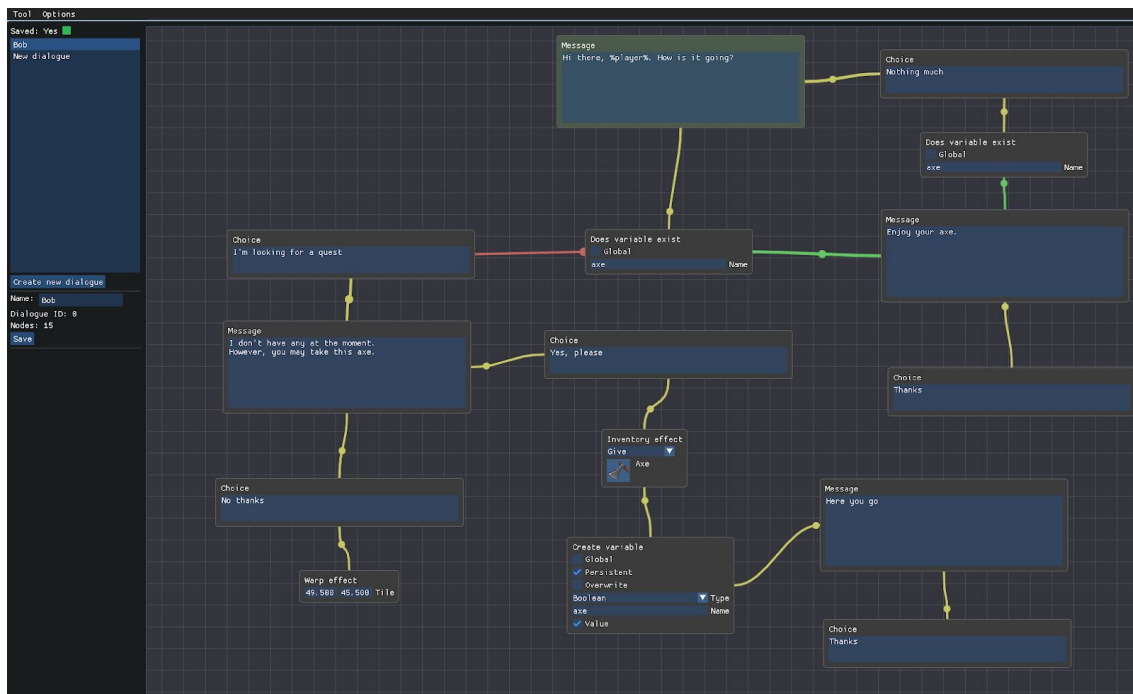 Tool Options
Saved: Yes
Bob
New dialogue
Create new dialogue
Name: Bob
Dialogue ID: 0
Nodes: 15
Save
Message
Hi there, %player%. How is it going?
Choice
Nothing much
Does variable exist
Global
axe Name
Message
Enjoy your axe.
Choice
Thanks
Does variable exist
Global
axe Name
Choice
I'm looking for a quest
Message
I don't have any at the moment.
However, you may take this axe.
Choice
Yes, please
Inventory effect
Give
Axe
Choice
No thanks
Warp effect
49.500 45.500 Tile
Create variable
Global
Persistent
Overwrite
Boolean Type
axe Name
Value
Message
Here you go
Choice
Thanks